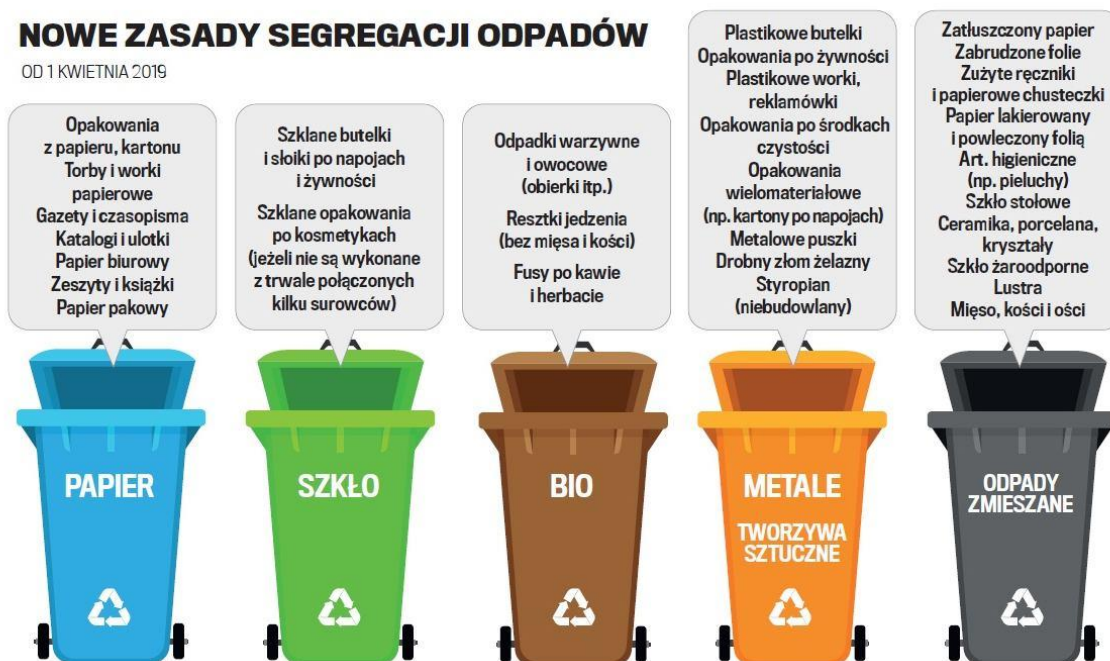 NOWE ZASADY SEGREGACJI ODPADÓW
OD 1 KWIETNIA 2019
Opakowania
z papieru, kartonu
Torby i worki
papierowe
Gazety i czasopisma
Katalogi i ulotki
Papier biurowy
Zeszyty i książki
Papier pakowy
Szklane butelki
i słoiki po napojach
i żywności
Szklane opakowania
po kosmetykach
(jeżeli nie są wykonane
z trwale połączonych
kilku surowców)
Odpadki warzywne
i owocowe
(obierki itp.)
Resztki jedzenia
(bez mięsa i kości)
Fusy po kawie
i herbacie
Plastikowe butelki
Opakowania po żywności
Plastikowe worki,
reklamówki
Opakowania po środkach
czystości
Opakowania
wielomateriałowe
(np. kartony po napojach)
Metalowe puszki
Drobny złom żelazny
Styropian
(niebudowlany)
Zatłuszczony papier
Zabrudzone folie
Zużyte ręczniki
i papierowe chusteczki
Papier lakierowany
i powleczony folią
Art. higieniczne
(np. pieluchy)
Szkło stołowe
Ceramika, porcelana,
kryształy
Szkło żaroodporne
Lustra
Mięso, kości i ości
PAPIER
SZKŁO
BIO
METALE
TWORZYWA
SZTUCZNE
ODPADY
ZMIESZANE